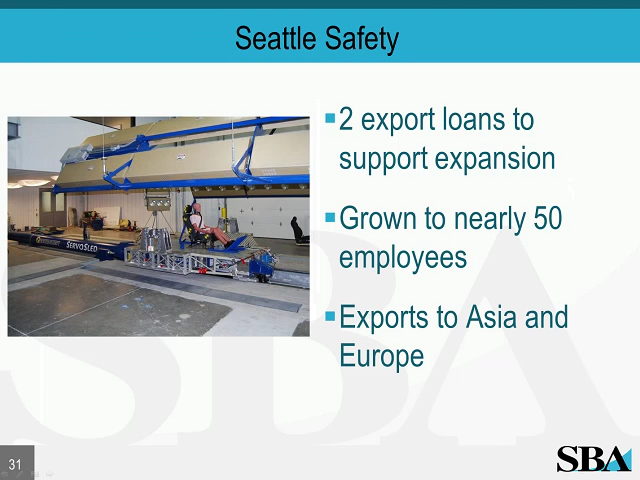 Seattle Safety
2 export loans to
support expansion
Grown to nearly 50
employees
Exports to Asia and
Europe
SERVOSLED
31
SBA